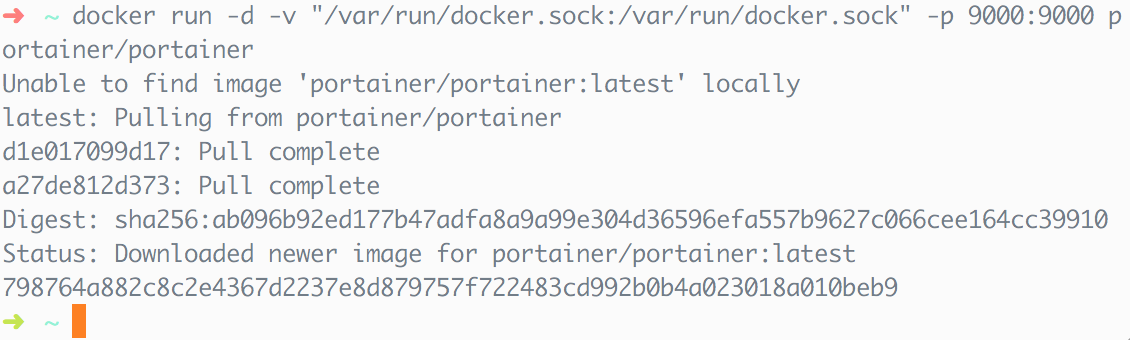 ➜ ~ docker run -d -v "/var/run/docker.sock:/var/run/docker.sock" -p 9000:9000 p
ortainer/portainer
Unable to find image 'portainer/portainer:latest' locally
latest: Pulling from portainer/portainer
d1e017099d17: Pull complete
a27de812d373: Pull complete
Digest: sha256:ab096b92ed177b47adfa8a9a99e304d36596efa557b9627c066cee164cc39910
Status: Downloaded newer image for portainer/portainer:latest
798764a882c8c2e4367d2237e8d879757f722483cd992b0b4a023018a010beb9
➜ ~